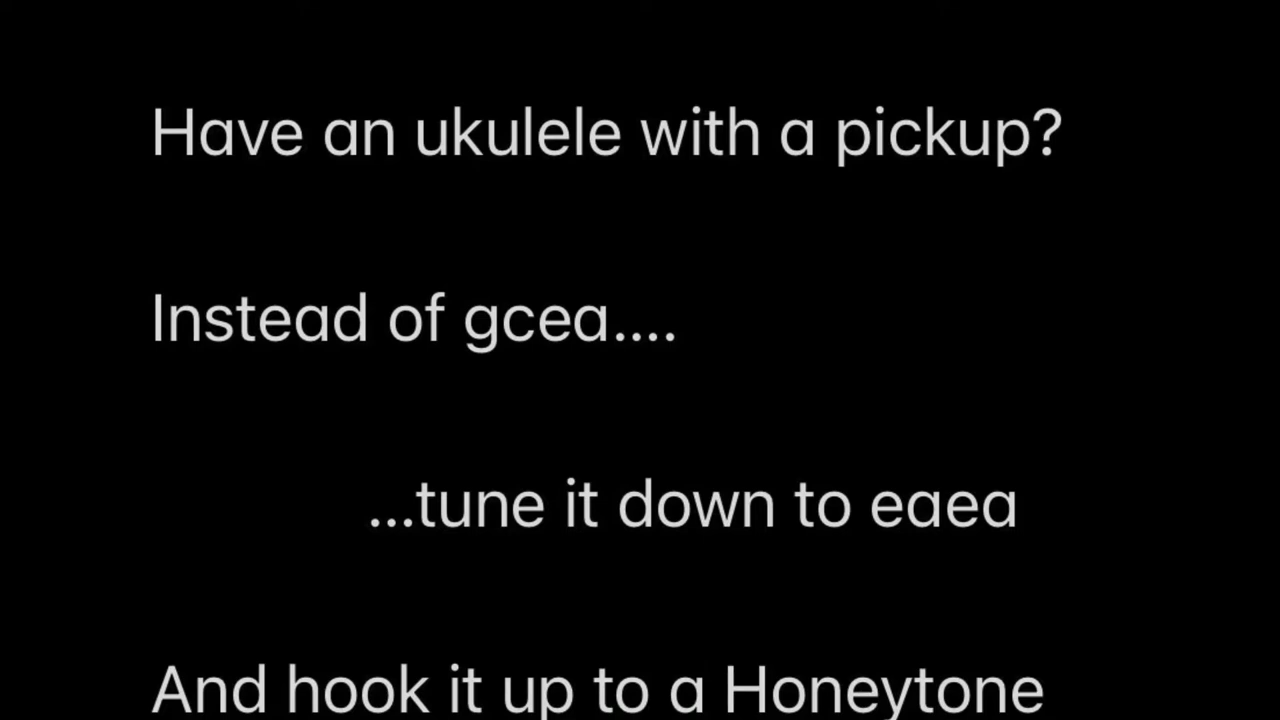 Have an ukulele with a pickup?
Instead of gcea....
...tune it down to eaea
And hook it up to a Honeytone